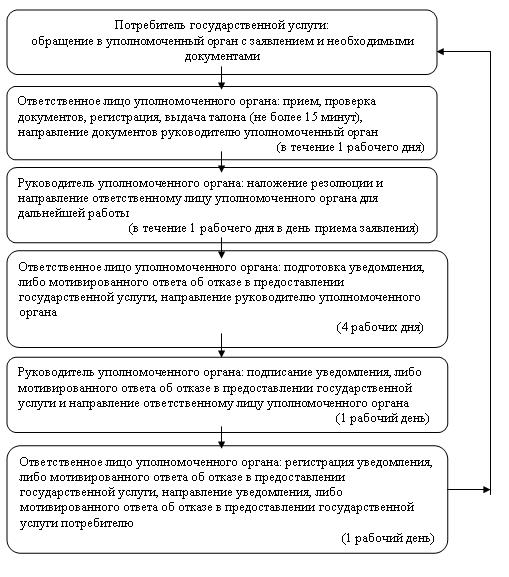 Потребитель государственной услуги:
обращение в уполномоченный орган с заявлением и необходимыми
документами
Ответственное лицо уполномоченного органа: прием, проверка
документов, регистрация, выдача талона (не более 15 минут),
направление документов руководителю уполномоченный орган
(в течение 1 рабочего дня)
Руководитель уполномоченного органа: наложение резолюции и
направление ответственному лицу уполномоченного органа для
дальнейшей работы
(в течение 1 рабочего дня в день приема заявления)
Ответственное лицо уполномоченного органа: подготовка уведомления,
либо мотивированного ответа об отказе в предоставлении
государственной услуги, направление руководителю уполномоченного
органа
(4 рабочих дня)
Руководитель уполномоченного органа: подписание уведомления, либо
мотивированного ответа об отказе в предоставлении государственной
услуги и направление ответственному лицу уполномоченного органа
(1 рабочий день)
Ответственное лицо уполномоченного органа: регистрация уведомления,
либо мотивированного ответа об отказе в предоставлении
государственной услуги, направление уведомления, либо
мотивированного ответа об отказе в предоставлении государственной
услуги потребителю
(1 рабочий день)